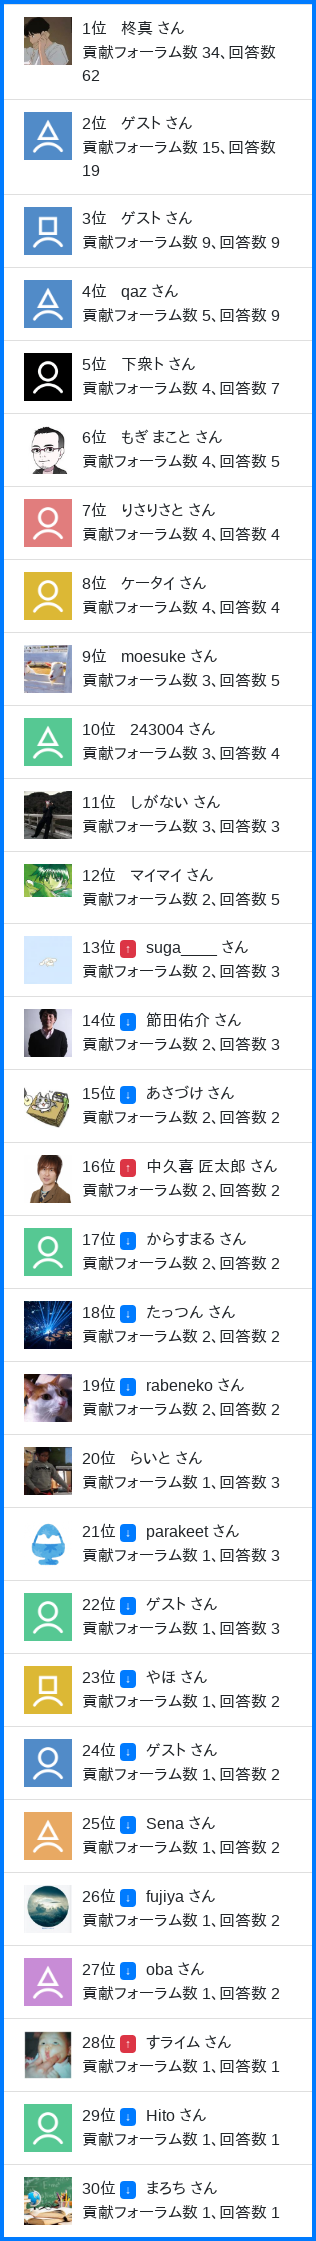 1位　柊真 さん
貢献フォーラム数 34、回答数
62
2位　ゲスト さん
貢献フォーラム数 15、回答数
19
3位　ゲスト さん
貢献フォーラム数 9、回答数 9
4位　qaz さん
貢献フォーラム数 5、回答数 9
5位　下衆ト さん
貢献フォーラム数 4、回答数 7
6位　もぎ まこと さん
貢献フォーラム数 4、回答数 5
7位　りさりさと さん
貢献フォーラム数 4、回答数 4
8位　ケータイ さん
貢献フォーラム数 4、回答数 4
9位　moesuke さん
貢献フォーラム数 3、回答数 5
10位　243004 さん
貢献フォーラム数 3、回答数 4
11位　しがない さん
貢献フォーラム数 3、回答数 3
12位　マイマイ さん
貢献フォーラム数 2、回答数 5
13位 ↑　suga____ さん
貢献フォーラム数 2、回答数 3
14位 ↓　節田佑介 さん
貢献フォーラム数 2、回答数 3
15位 ↓　あさづけ さん
貢献フォーラム数 2、回答数 2
16位 ↑　中久喜 匠太郎 さん
貢献フォーラム数 2、回答数 2
17位 ↓　からすまる さん
貢献フォーラム数 2、回答数 2
18位 ↓　たっつん さん
貢献フォーラム数 2、回答数 2
19位 ↓　rabeneko さん
貢献フォーラム数 2、回答数 2
20位　らいと さん
貢献フォーラム数 1、回答数 3
21位 ↓　parakeet さん
貢献フォーラム数 1、回答数 3
22位 ↓　ゲスト さん
貢献フォーラム数 1、回答数 3
23位 ↓　やほ さん
貢献フォーラム数 1、回答数 2
24位 ↓　ゲスト さん
貢献フォーラム数 1、回答数 2
25位 ↓　Sena さん
貢献フォーラム数 1、回答数 2
26位 ↓　fujiya さん
貢献フォーラム数 1、回答数 2
27位 ↓　oba さん
貢献フォーラム数 1、回答数 2
28位 ↑　すライム さん
貢献フォーラム数 1、回答数 1
29位 ↓　Hito さん
貢献フォーラム数 1、回答数 1
30位 ↓　まろち さん
貢献フォーラム数 1、回答数 1